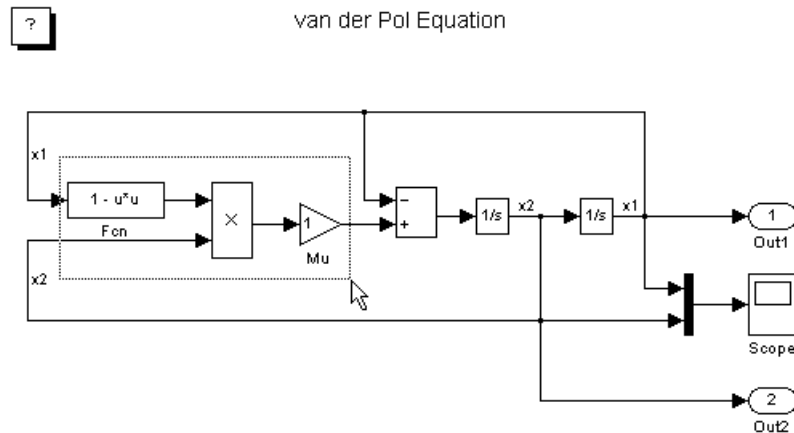 ?
van der Pol Equation
x1
1 - u*u
Fcn
×
1
Mu
−
+
1/s
x2
1/s
x1
1
Out1
x2
Scope
2
Out2